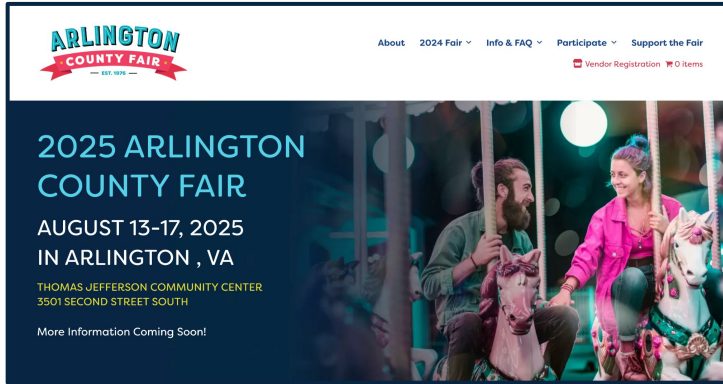 ARLINGTON
COUNTY FAIR
EST. 1976
About 2024 Fair Info & FAQ Participate Support the Fair
Vendor Registration 0 items
2025 ARLINGTON
COUNTY FAIR
AUGUST 13-17, 2025
IN ARLINGTON , VA
THOMAS JEFFERSON COMMUNITY CENTER
3501 SECOND STREET SOUTH
More Information Coming Soon!